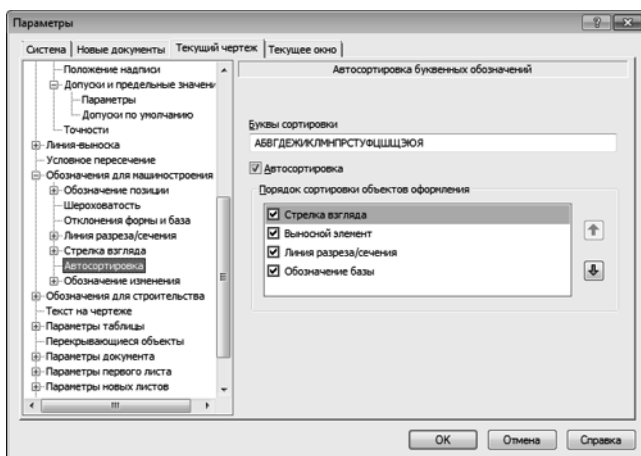 Параметры
Система
Новые документы
Текущий чертеж
Текущее окно
Положение надписи
Допуски и предельные значени
Параметры
Допуски по умолчанию
Точности
Линия-выноска
Условное пересечение
Обозначения для машиностроения
Обозначение позиции
Шероховатость
Отклонения формы и база
Линия разреза/сечения
Стрелка взгляда
Автосортировка
Обозначение изменения
Обозначения для строительства
Текст на чертеже
Параметры таблицы
Перекрывающиеся объекты
Параметры документа
Параметры первого листа
Параметры новых листов
Автосортировка буквенных обозначений
Буквы сортировки
АБВГДЕЖИКЛМНПРСТУФЦШЩЭЮЯ
Автосортировка
Порядок сортировки объектов оформления
Стрелка взгляда
Выносной элемент
Линия разреза/сечения
Обозначение базы
OK
Отмена
Справка